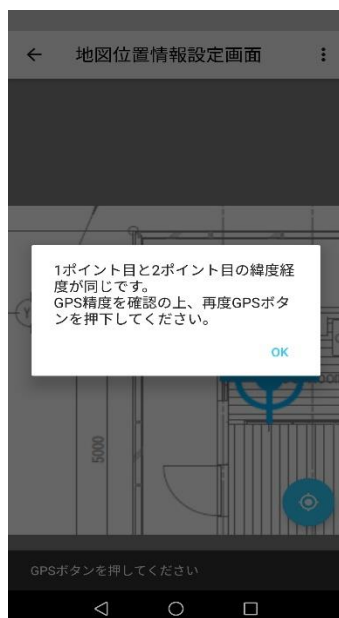 地図位置情報設定画面
1ポイント目と2ポイント目の緯度経
度が同じです。
GPS精度を確認の上、再度GPSボタ
ンを押下してください。
OK
Y
5000
GPSボタンを押してください